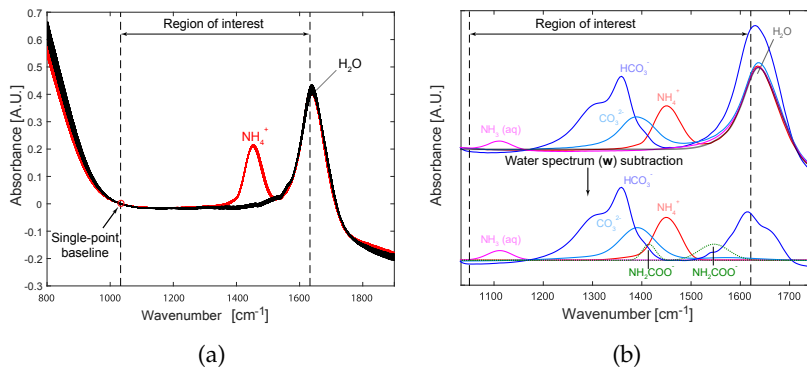 Region of interest
0.7
0.6
0.5
0.4
0.3
0.2
0.1
0
-0.1
-0.2
-0.3
Absorbance [A.U.]
H₂O
NH₄⁺
Single-point
baseline
800 1000 1200 1400 1600 1800
Wavenumber [cm⁻¹]
(a)
Region of interest
Absorbance [A.U.]
H₂O
HCO₃⁻
CO₃²⁻
NH₄⁺
NH₃ (aq)
Water spectrum (w) subtraction
HCO₃⁻
CO₃²⁻
NH₄⁺
NH₃ (aq)
NH₂COO⁻ NH₂COO⁻
1100 1200 1300 1400 1500 1600 1700
Wavenumber [cm⁻¹]
(b)